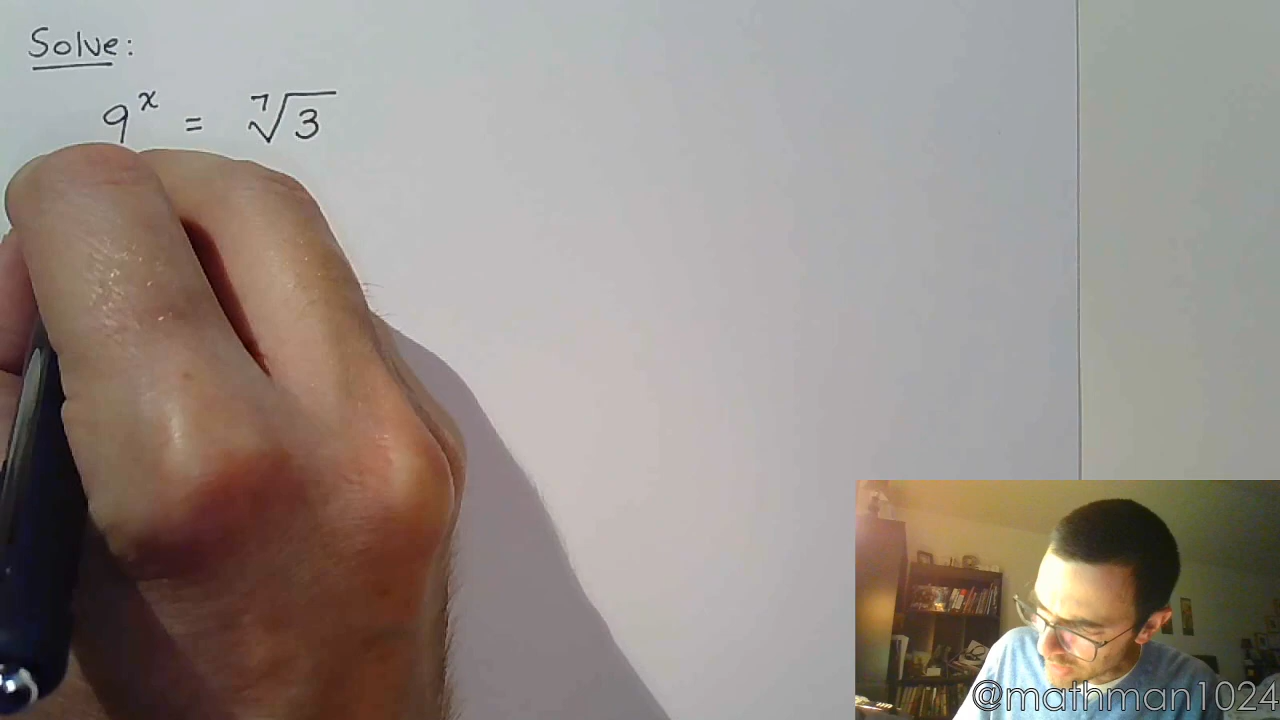 Solve:
9^x = ⁷√3
@mathman1024